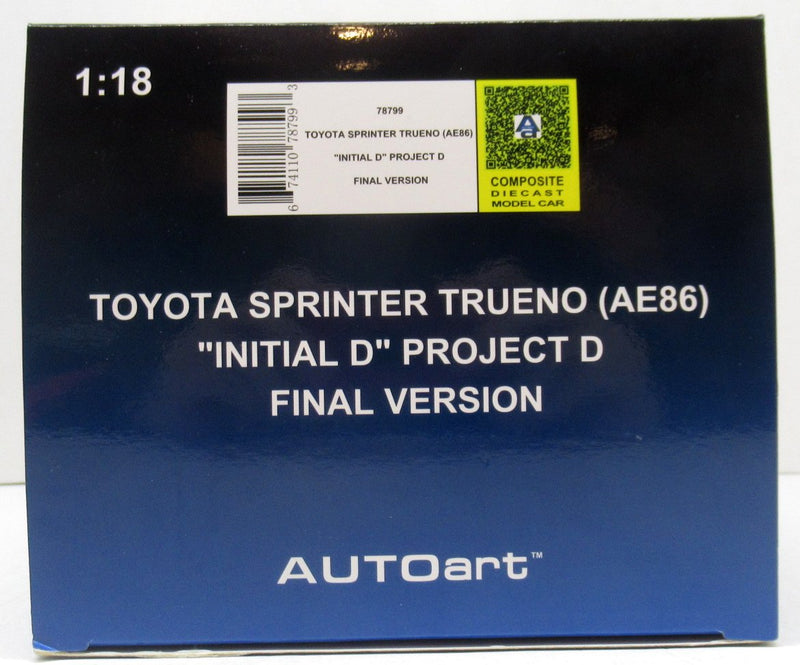 1:18
6 74110 78799 3
78799
TOYOTA SPRINTER TRUENO (AE86)
"INITIAL D" PROJECT D
FINAL VERSION
COMPOSITE
DIECAST
MODEL CAR
TOYOTA SPRINTER TRUENO (AE86)
"INITIAL D" PROJECT D
FINAL VERSION
AUTOart™